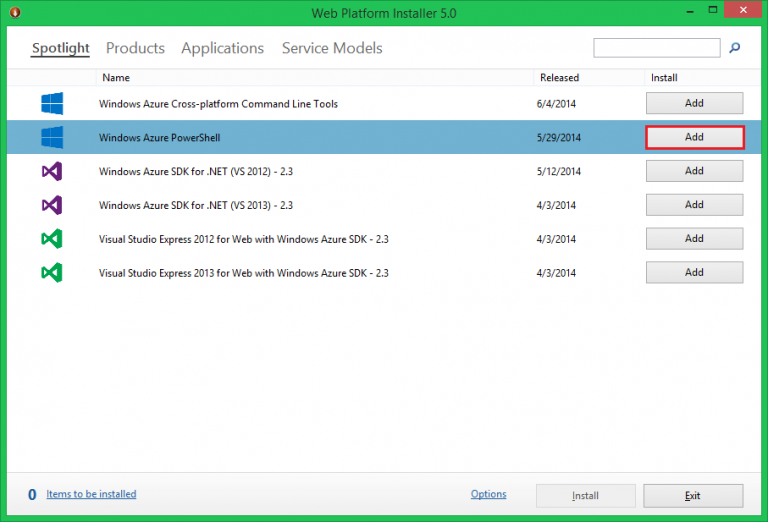 Web Platform Installer 5.0
Spotlight Products Applications Service Models
Name Released Install
Windows Azure Cross-platform Command Line Tools 6/4/2014 Add
Windows Azure PowerShell 5/29/2014 Add
Windows Azure SDK for .NET (VS 2012) - 2.3 5/12/2014 Add
Windows Azure SDK for .NET (VS 2013) - 2.3 4/3/2014 Add
Visual Studio Express 2012 for Web with Windows Azure SDK - 2.3 4/3/2014 Add
Visual Studio Express 2013 for Web with Windows Azure SDK - 2.3 4/3/2014 Add
0 Items to be installed Options Install Exit